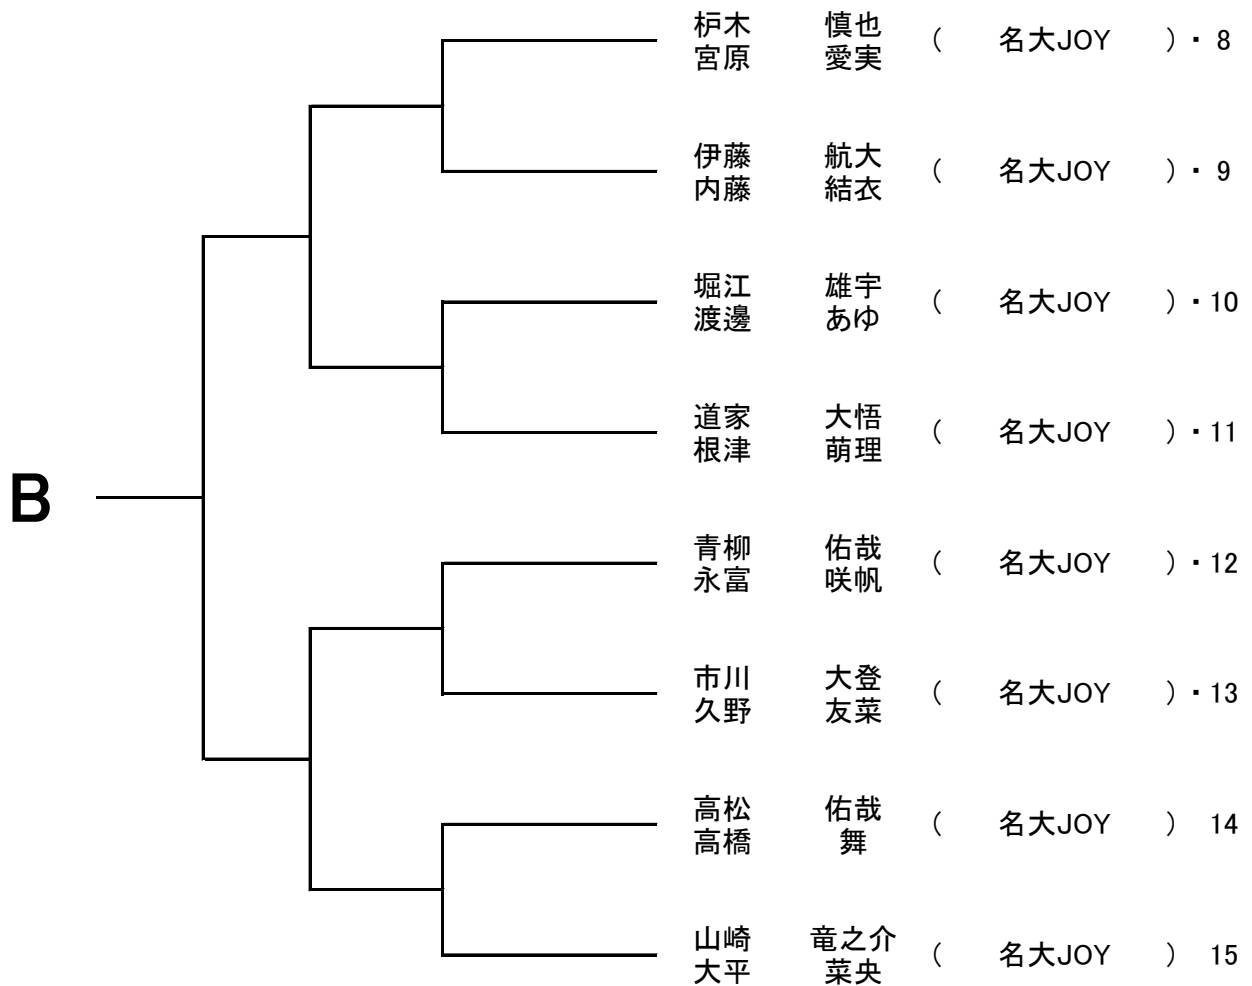 枦木 慎也
宮原 愛実
( 名大JOY )・8
伊藤 航大
内藤 結衣
( 名大JOY )・9
堀江 雄宇
渡邊 あゆ
( 名大JOY )・10
道家 大悟
根津 萌理
( 名大JOY )・11
B
青柳 佑哉
永富 咲帆
( 名大JOY )・12
市川 大登
久野 友菜
( 名大JOY )・13
高松 佑哉
高橋 舞
( 名大JOY ) 14
山崎 竜之介
大平 菜央
( 名大JOY ) 15